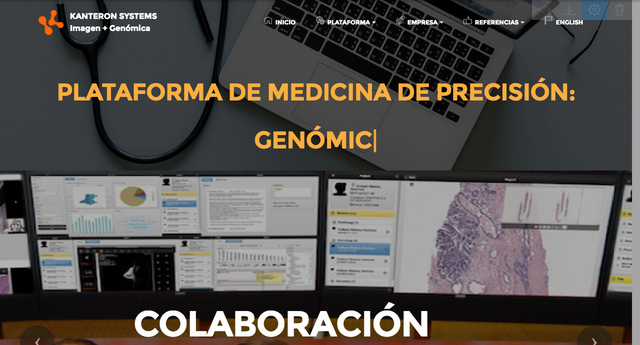 KANTERON SYSTEMS
Imagen + Genómica
INICIO
PLATAFORMA
EMPRESA
REFERENCIAS
ENGLISH
PLATAFORMA DE MEDICINA DE PRECISIÓN:
GENÓMIC
COLABORACIÓN